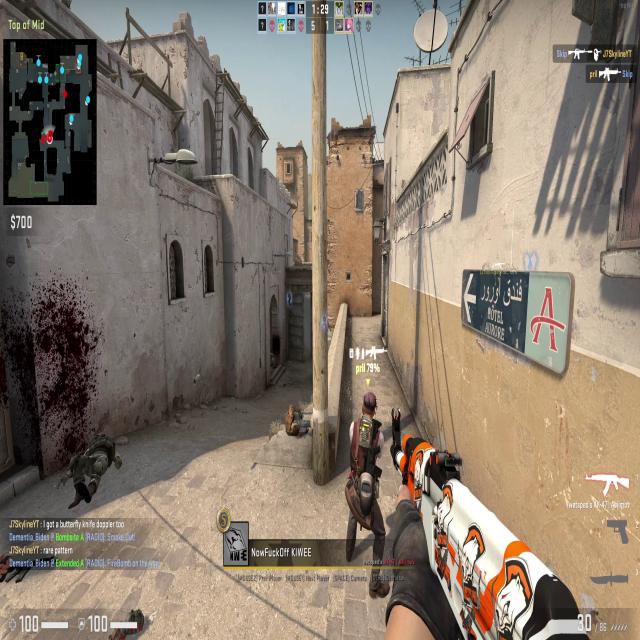 Top of Mid
1:29
$700
Skip J7SkylineYT
pril Skip
فندق اورور
HOTEL AURORE
A
pril 79%
J7SkylineYT : I got a butterfly knife doppler too
Dementia_Biden @ Bombsite A (RADIO): Smoke Out!
J7SkylineYT : rare pattern
Dementia_Biden @ Extended A (RADIO): FireBomb on the way!
NowFuckOff KIWEE
100
100
30 / 86